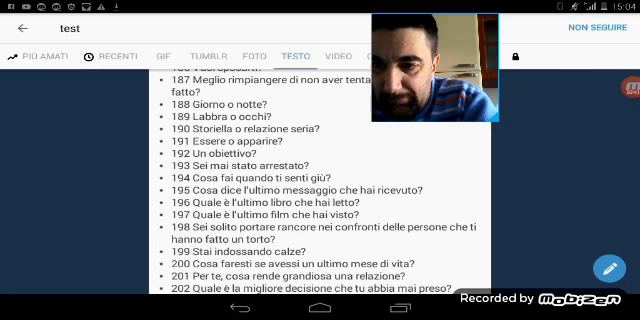 15:04
test
NON SEGUIRE
PIÙ AMATI RECENTI GIF TUMBLR FOTO TESTO VIDEO
187 Meglio rimpiangere di non aver tenta
fatto?
188 Giorno o notte?
189 Labbra o occhi?
190 Storiella o relazione seria?
191 Essere o apparire?
192 Un obiettivo?
193 Sei mai stato arrestato?
194 Cosa fai quando ti senti giù?
195 Cosa dice l'ultimo messaggio che hai ricevuto?
196 Quale è l'ultimo libro che hai letto?
197 Quale è l'ultimo film che hai visto?
198 Sei solito portare rancore nei confronti delle persone che ti
hanno fatto un torto?
199 Stai indossando calze?
200 Cosa faresti se avessi un ultimo mese di vita?
201 Per te, cosa rende grandiosa una relazione?
202 Quale è la migliore decisione che tu abbia mai preso?
Recorded by Mobizen